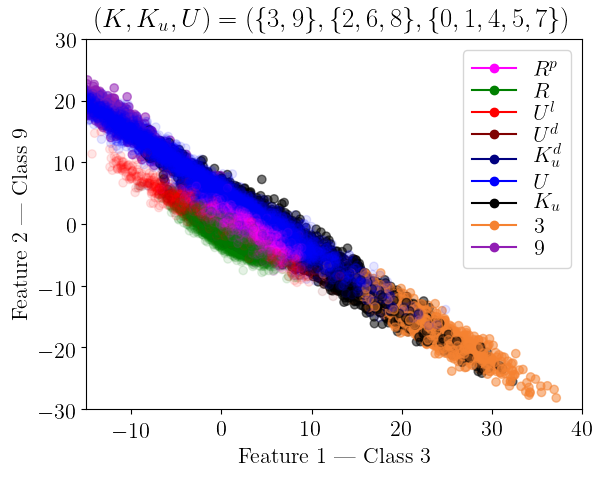 (K, K_u, U) = ({3, 9}, {2, 6, 8}, {0, 1, 4, 5, 7})
30
20
10
0
−10
−20
−30
Feature 2 — Class 9
R^p
R
U^l
U^d
K_u^d
U
K_u
3
9
−10
0
10
20
30
40
Feature 1 — Class 3